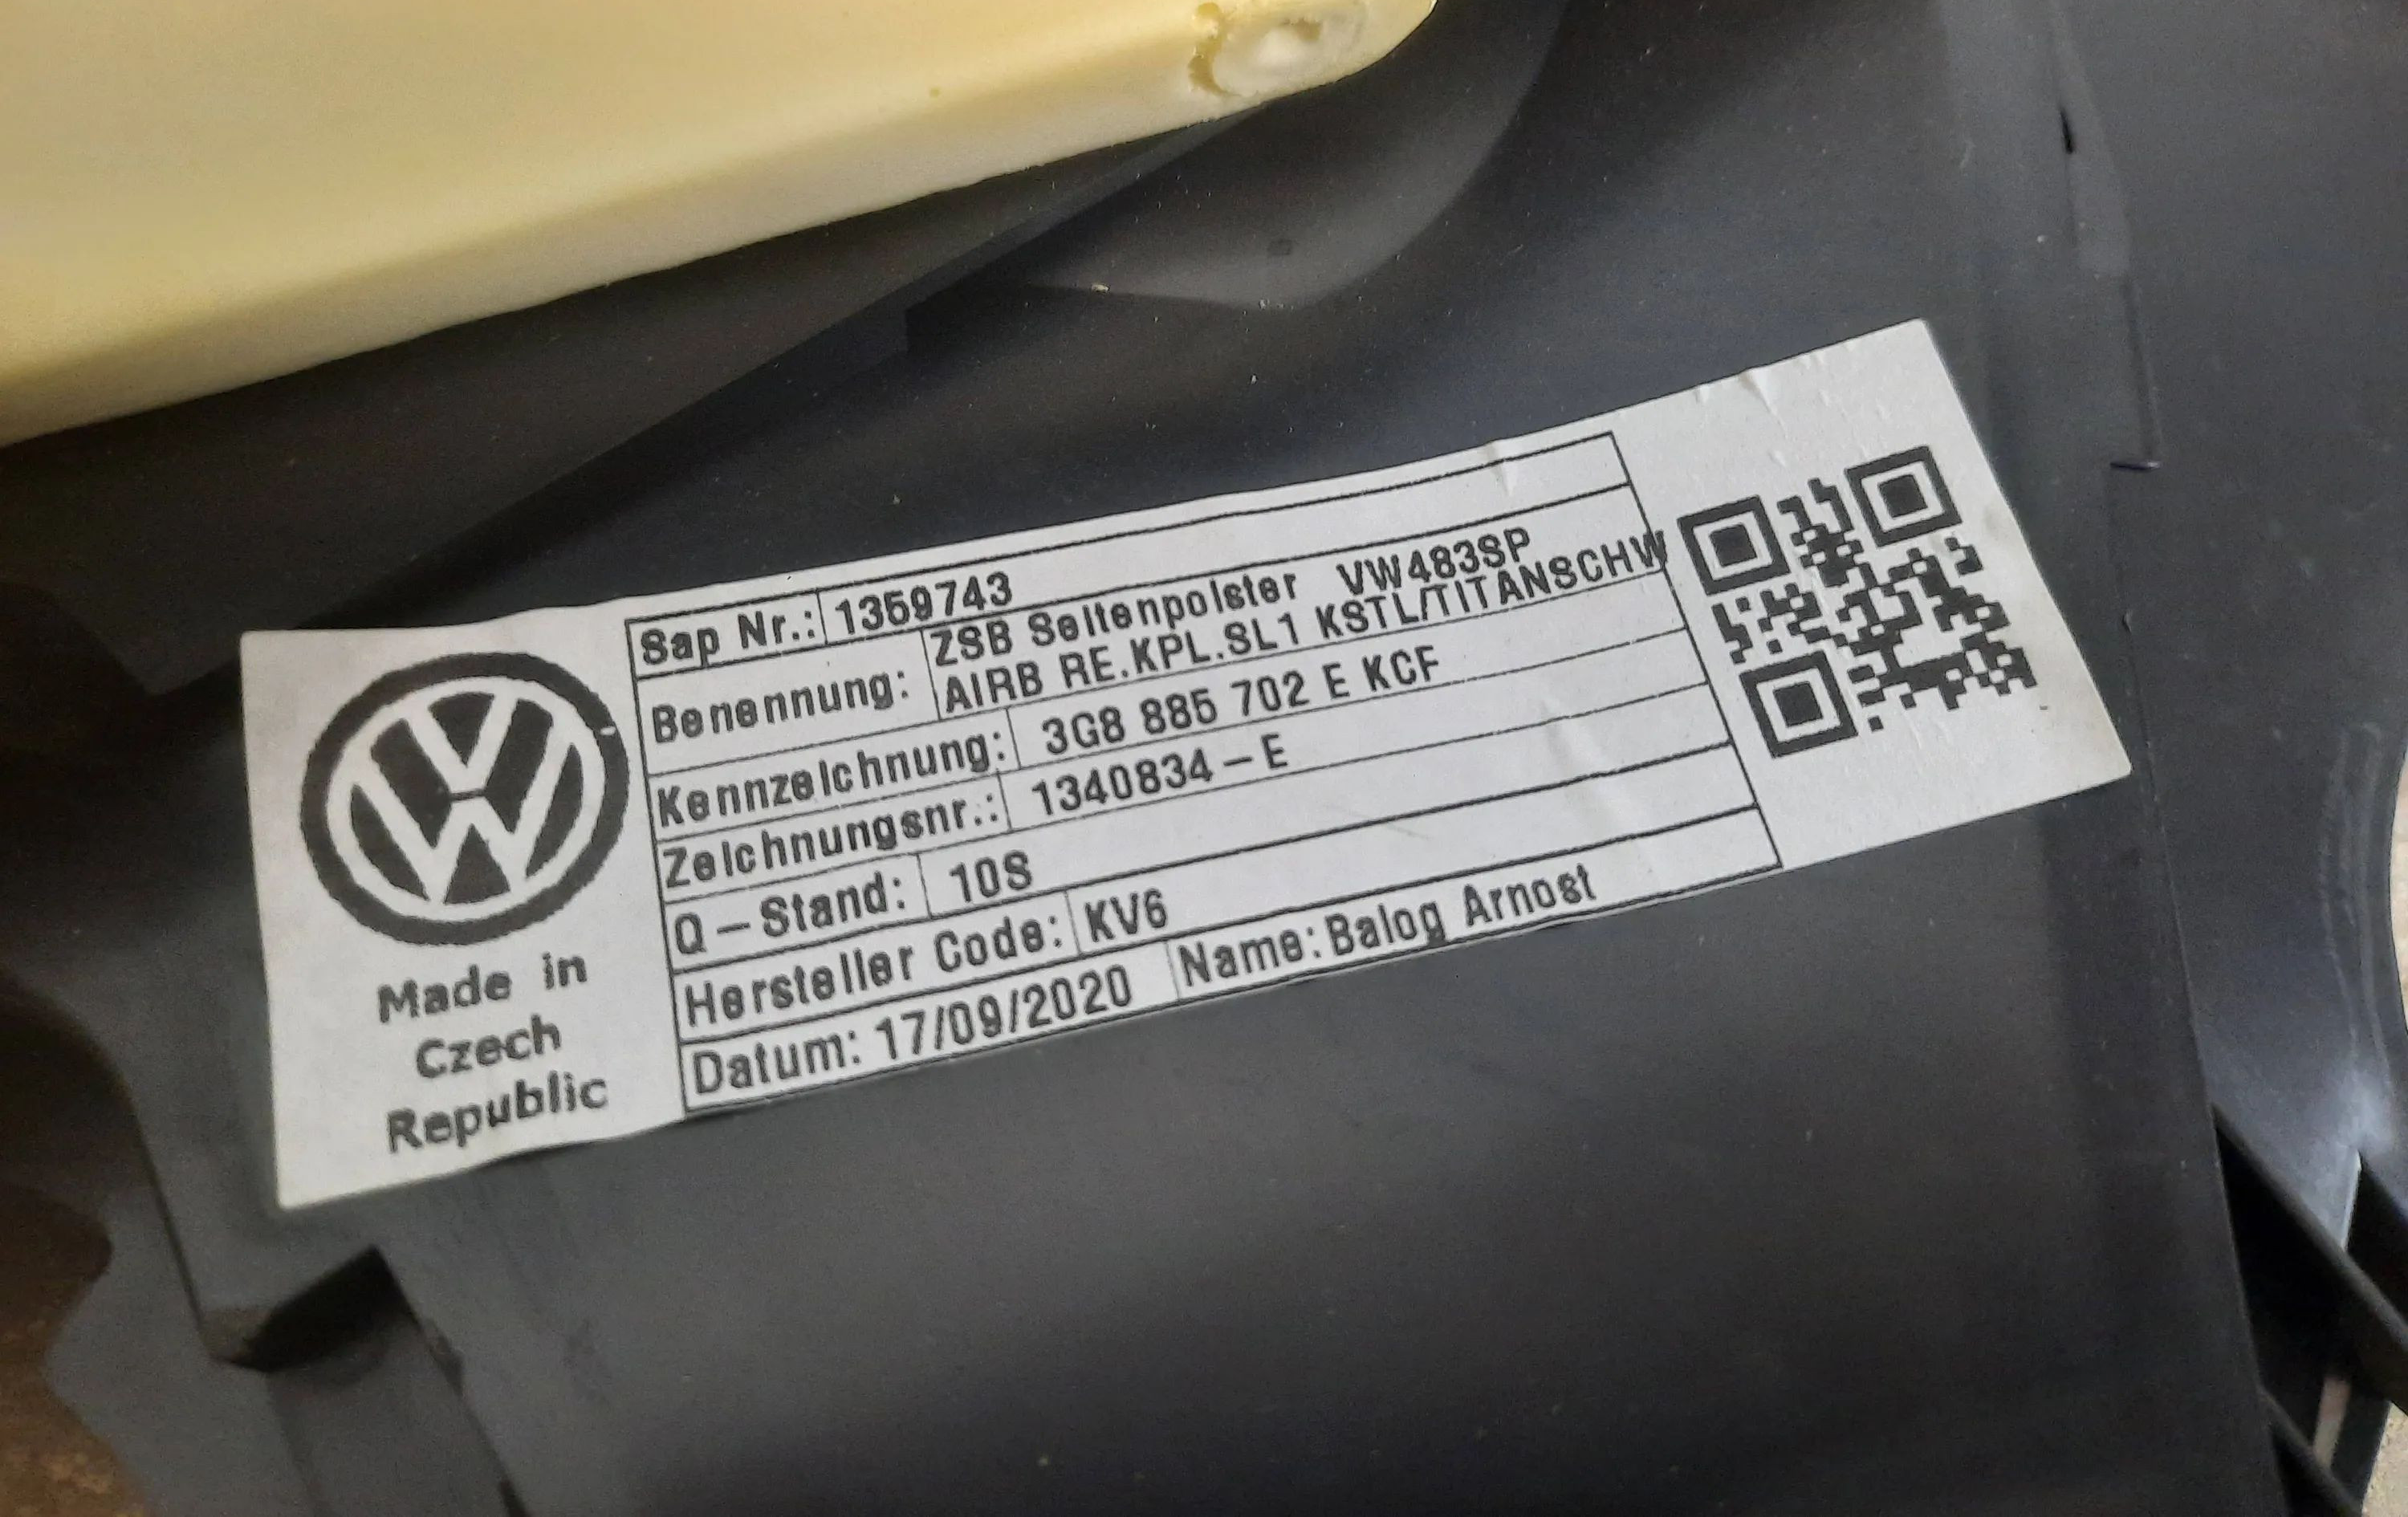 Sap Nr.: 1359743
Benennung: ZSB Seitenpolster VW483SP
AIRB RE.KPL.SL1 KSTL/TITANSCHW
Kennzeichnung: 3G8 885 702 E KCF
Zeichnungsnr.: 1340834-E
Q-Stand: 10S
Hersteller Code: KV6
Datum: 17/09/2020 Name: Balog Arnost
Made in
Czech
Republic